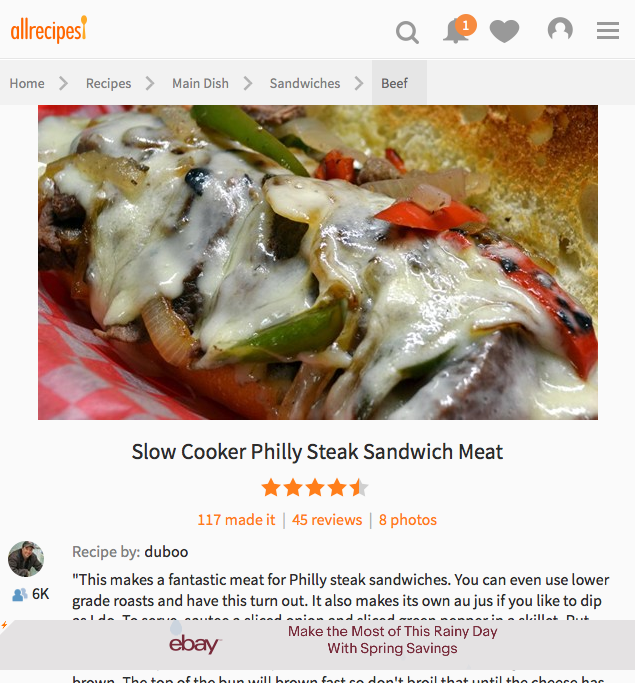 allrecipes
1
Home Recipes Main Dish Sandwiches Beef
Slow Cooker Philly Steak Sandwich Meat
117 made it | 45 reviews | 8 photos
Recipe by: duboo
6K
"This makes a fantastic meat for Philly steak sandwiches. You can even use lower
grade roasts and have this turn out. It also makes its own au jus if you like to dip
as I do. To serve, sautee a sliced onion and sliced green pepper in a skillet. Put
ebay
Make the Most of This Rainy Day
With Spring Savings
brown. The top of the bun will brown fast so don't broil that until the cheese has